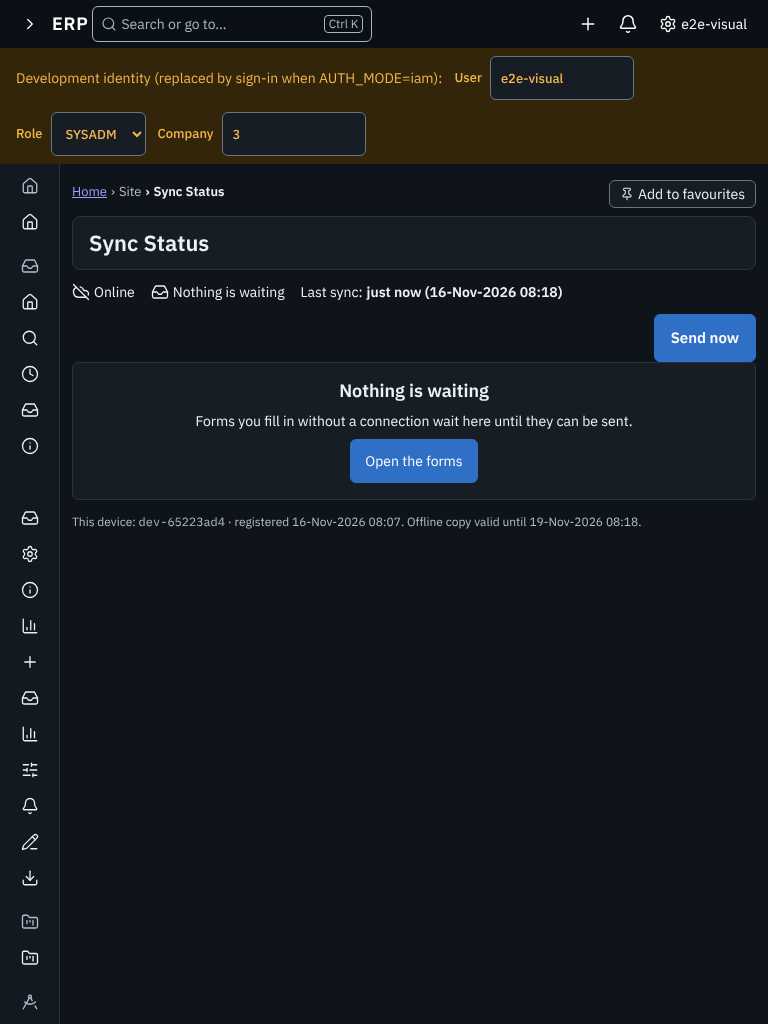 ERP Search or go to... Ctrl K e2e-visual
Development identity (replaced by sign-in when AUTH_MODE=iam): User e2e-visual
Role SYSADM Company 3
Home › Site › Sync Status Add to favourites
Sync Status
Online Nothing is waiting Last sync: just now (16-Nov-2026 08:18)
Send now
Nothing is waiting
Forms you fill in without a connection wait here until they can be sent.
Open the forms
This device: dev-65223ad4 · registered 16-Nov-2026 08:07. Offline copy valid until 19-Nov-2026 08:18.